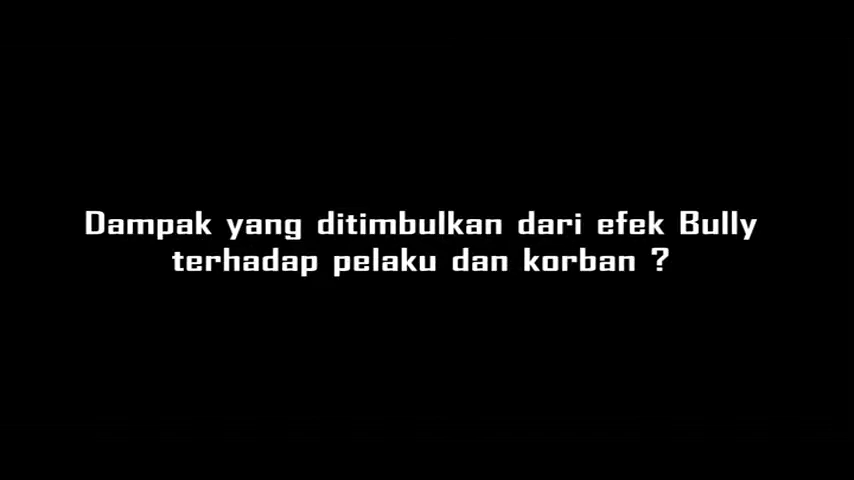 Dampak yang ditimbulkan dari efek Bully
terhadap pelaku dan korban ?